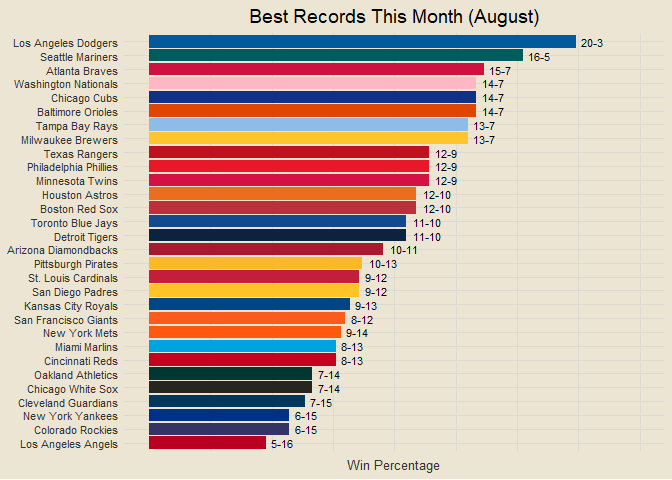 Best Records This Month (August)
Los Angeles Dodgers 20-3
Seattle Mariners 16-5
Atlanta Braves 15-7
Washington Nationals 14-7
Chicago Cubs 14-7
Baltimore Orioles 14-7
Tampa Bay Rays 13-7
Milwaukee Brewers 13-7
Texas Rangers 12-9
Philadelphia Phillies 12-9
Minnesota Twins 12-9
Houston Astros 12-10
Boston Red Sox 12-10
Toronto Blue Jays 11-10
Detroit Tigers 11-10
Arizona Diamondbacks 10-11
Pittsburgh Pirates 10-13
St. Louis Cardinals 9-12
San Diego Padres 9-12
Kansas City Royals 9-13
San Francisco Giants 8-12
New York Mets 9-14
Miami Marlins 8-13
Cincinnati Reds 8-13
Oakland Athletics 7-14
Chicago White Sox 7-14
Cleveland Guardians 7-15
New York Yankees 6-15
Colorado Rockies 6-15
Los Angeles Angels 5-16
Win Percentage